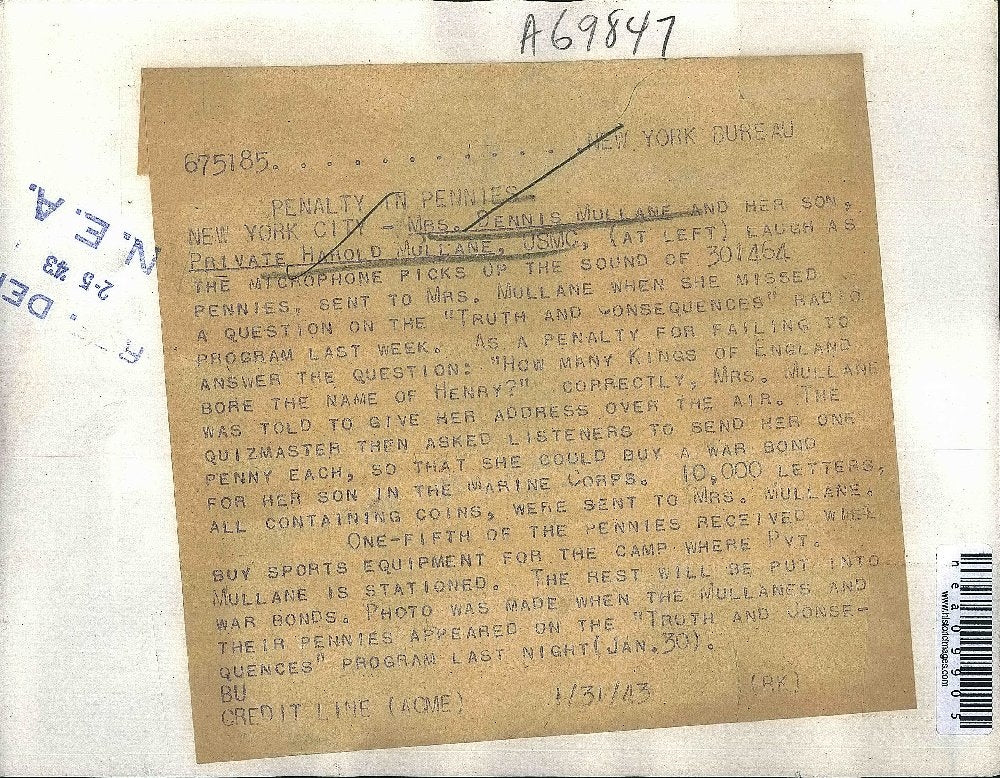 A69847
675185. . . . . . . . . . . NEW YORK BUREAU
PENALTY IN PENNIES
NEW YORK CITY - MRS. DENNIS MULLANE AND HER SON,
PRIVATE HAROLD MULLANE, USMC, (AT LEFT) LAUGH AS
THE MICROPHONE PICKS UP THE SOUND OF 301464
PENNIES, SENT TO MRS. MULLANE WHEN SHE MISSED
A QUESTION ON THE "TRUTH AND CONSEQUENCES" RADIO
PROGRAM LAST WEEK. AS A PENALTY FOR FAILING TO
ANSWER THE QUESTION: "HOW MANY KINGS OF ENGLAND
BORE THE NAME OF HENRY?" CORRECTLY, MRS. MULLANE
WAS TOLD TO GIVE HER ADDRESS OVER THE AIR. THE
QUIZMASTER THEN ASKED LISTENERS TO SEND HER ONE
PENNY EACH, SO THAT SHE COULD BUY A WAR BOND
FOR HER SON IN THE MARINE CORPS. 10,000 LETTERS,
ALL CONTAINING COINS, WERE SENT TO MRS. MULLANE.
ONE-FIFTH OF THE PENNIES RECEIVED WILL
BUY SPORTS EQUIPMENT FOR THE CAMP WHERE PVT.
MULLANE IS STATIONED. THE REST WILL BE PUT INTO
WAR BONDS. PHOTO WAS MADE WHEN THE MULLANES AND
THEIR PENNIES APPEARED ON THE "TRUTH AND CONSE-
QUENCES" PROGRAM LAST NIGHT (JAN. 30).
BU
CREDIT LINE (ACME) 1/31/43 (RK)
N.E.A.
2-5 '43
www.historicimages.com
nea09905